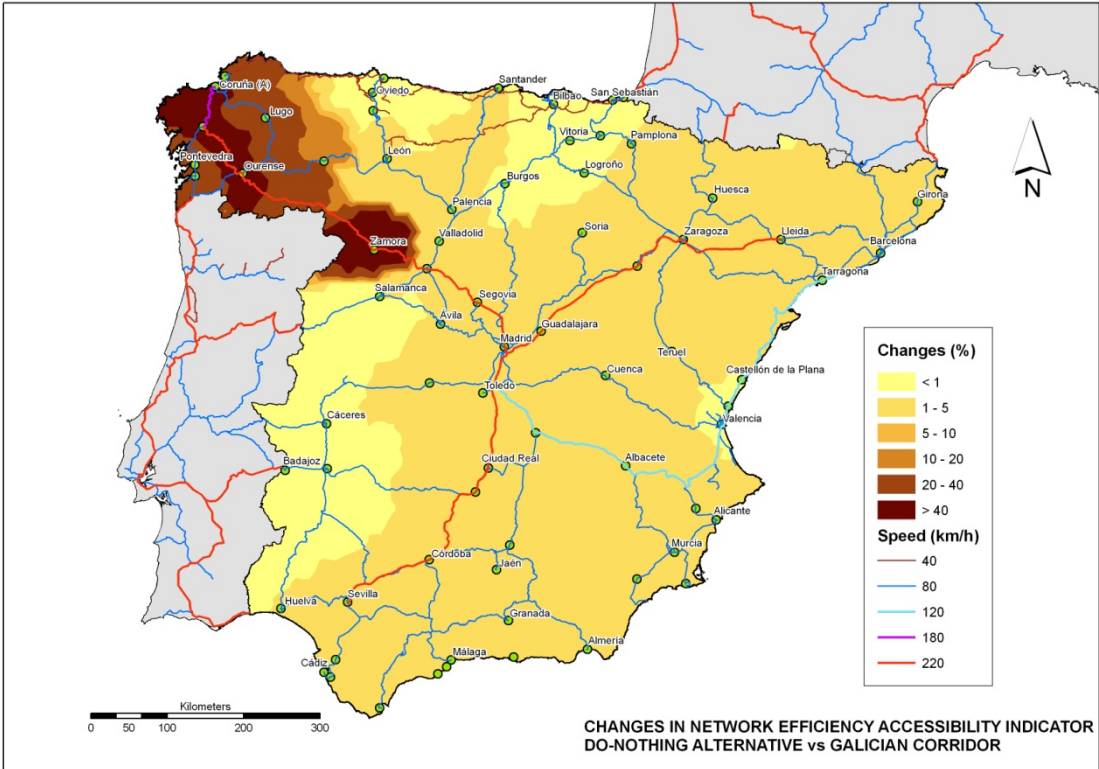 Coruña (A)
Lugo
Oviedo
Santander
Bilbao
San Sebastián
Vitoria
Pamplona
Pontevedra
Ourense
León
Logroño
Burgos
Huesca
Girona
Palencia
Zamora
Valladolid
Soria
Zaragoza
Lleida
Barcelona
Tarragona
Salamanca
Segovia
Ávila
Guadalajara
Madrid
Teruel
Castellón de la Plana
Toledo
Cuenca
Valencia
Cáceres
Badajoz
Ciudad Real
Albacete
Alicante
Murcia
Córdoba
Jaén
Huelva
Sevilla
Granada
Almería
Málaga
Cádiz
N
Changes (%)
< 1
1 - 5
5 - 10
10 - 20
20 - 40
> 40
Speed (km/h)
40
80
120
180
220
Kilometers
0 50 100 200 300
CHANGES IN NETWORK EFFICIENCY ACCESSIBILITY INDICATOR
DO-NOTHING ALTERNATIVE vs GALICIAN CORRIDOR